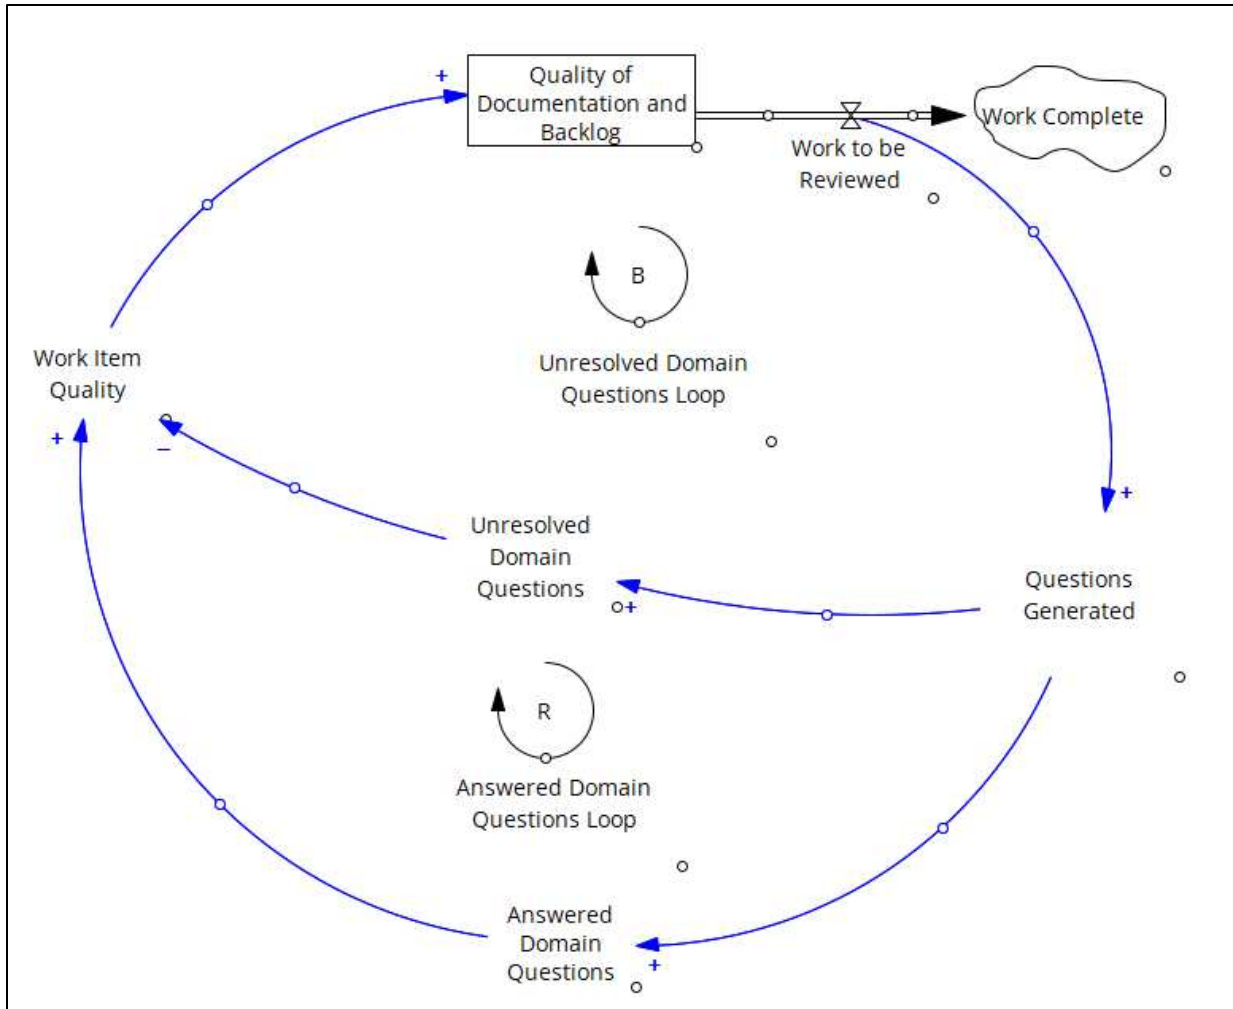 +
Quality of
Documentation and
Backlog
Work Complete
Work to be
Reviewed
B
Unresolved Domain
Questions Loop
Work Item
Quality
+
–
+
Unresolved
Domain
Questions
+
Questions
Generated
R
Answered Domain
Questions Loop
Answered
Domain
Questions
+